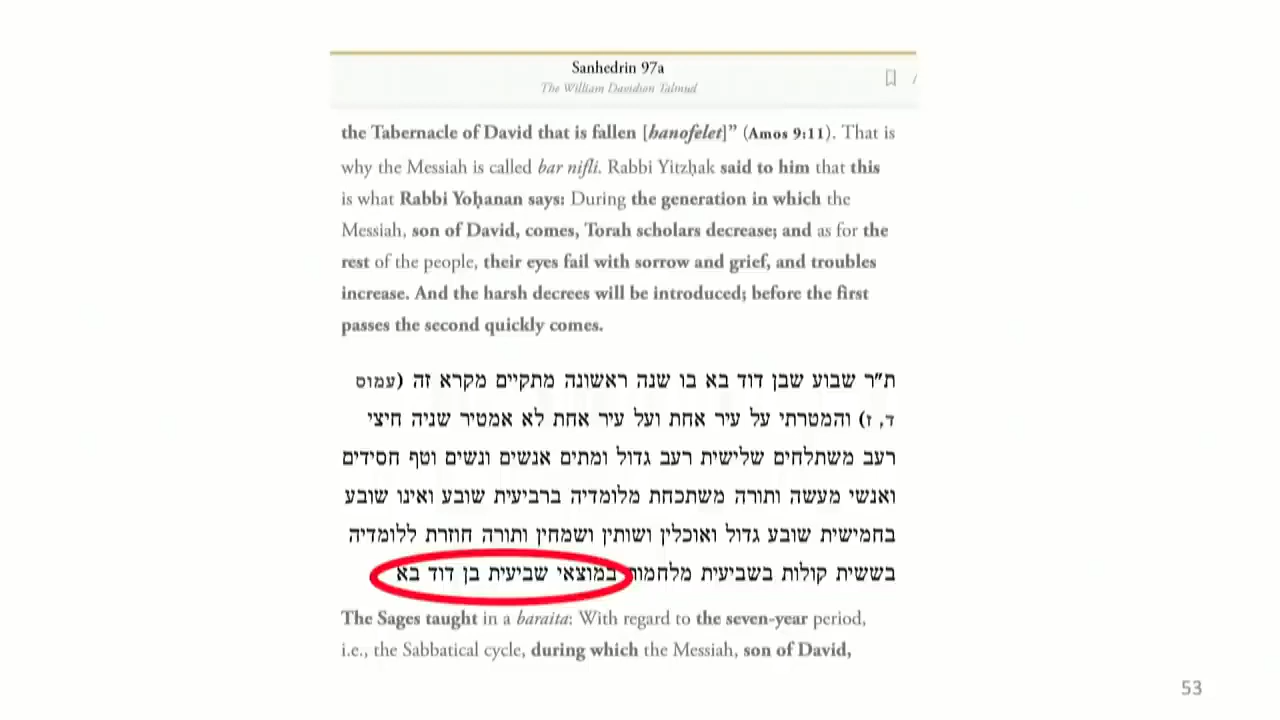 Sanhedrin 97a
The William Davidson Talmud
the Tabernacle of David that is fallen [hanofelet]” (Amos 9:11). That is
why the Messiah is called bar nifli. Rabbi Yitzḥak said to him that this
is what Rabbi Yoḥanan says: During the generation in which the
Messiah, son of David, comes, Torah scholars decrease; and as for the
rest of the people, their eyes fail with sorrow and grief, and troubles
increase. And the harsh decrees will be introduced; before the first
passes the second quickly comes.
ת"ר שבוע שבן דוד בא בו שנה ראשונה מתקיים מקרא זה (עמוס
ד, ז) והמטרתי על עיר אחת ועל עיר אחת לא אמטיר שניה חיצי
רעב משתלחים שלישית רעב גדול ומתים אנשים ונשים וטף חסידים
ואנשי מעשה ותורה משתכחת מלומדיה ברביעית שובע ואינו שובע
בחמישית שובע גדול ואוכלין ושותין ושמחין ותורה חוזרת ללומדיה
בששית קולות בשביעית מלחמות במוצאי שביעית בן דוד בא
The Sages taught in a baraita: With regard to the seven-year period,
i.e., the Sabbatical cycle, during which the Messiah, son of David,
53